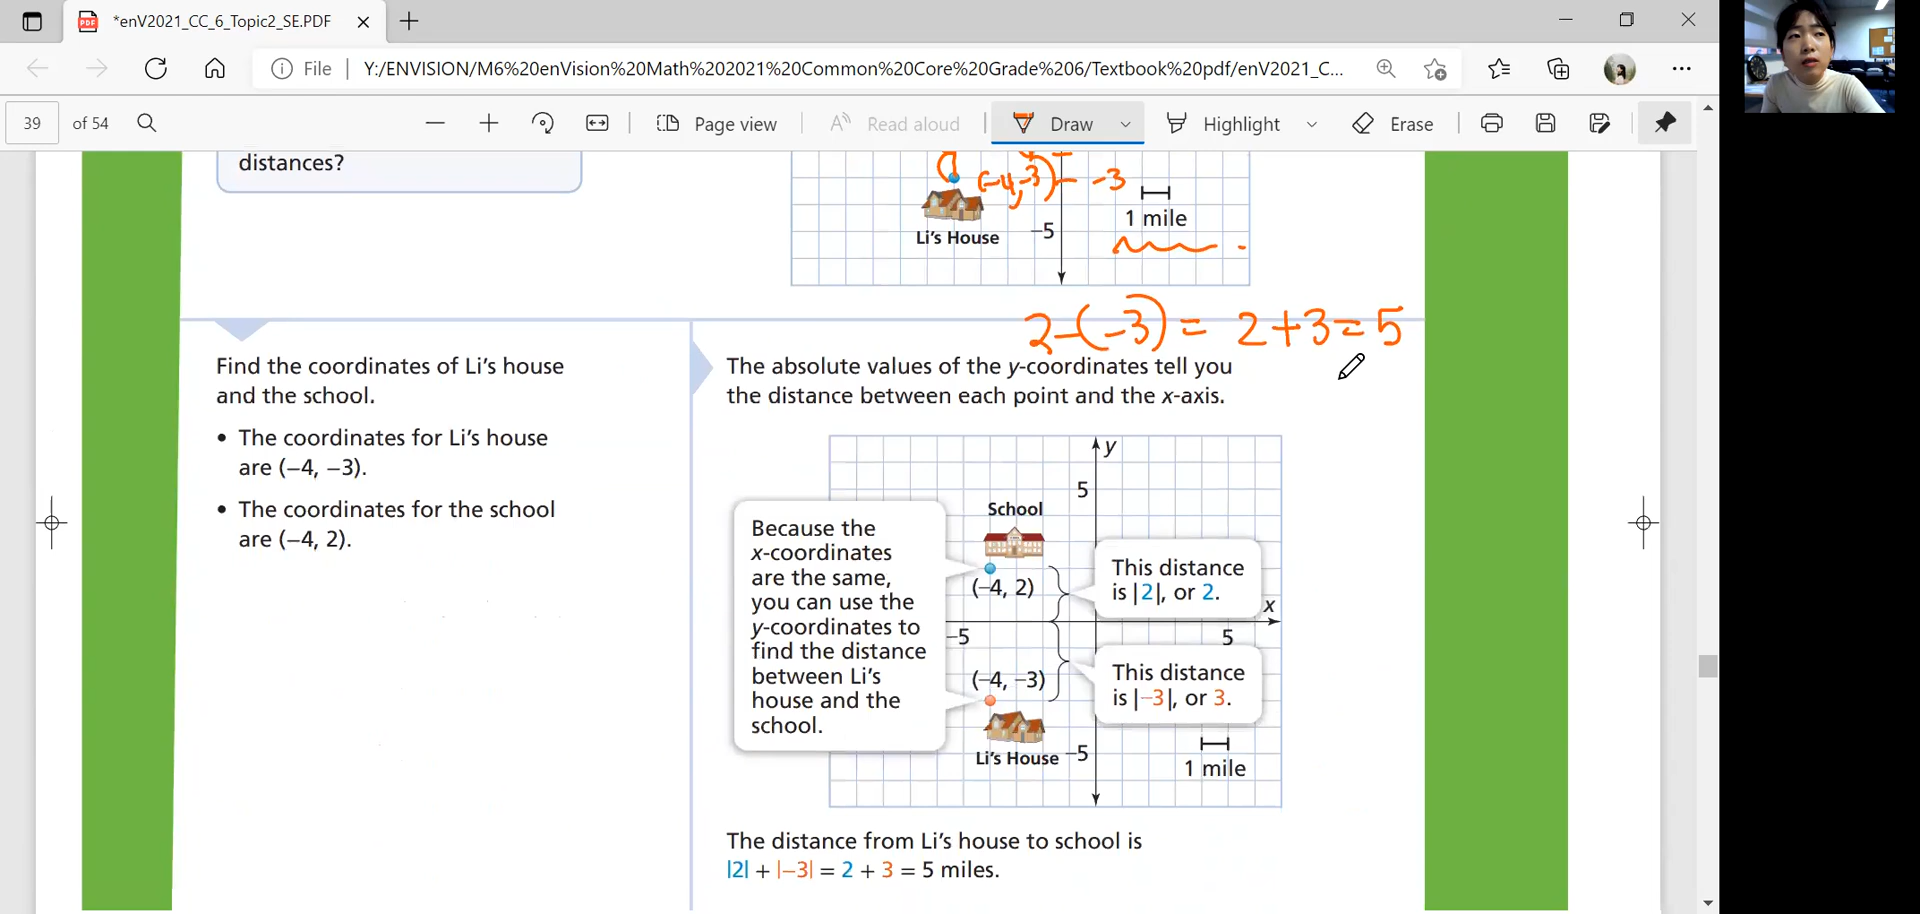 *enV2021_CC_6_Topic2_SE.PDF
File
Y:/ENVISION/M6%20enVision%20Math%202021%20Common%20Core%20Grade%206/Textbook%20pdf/enV2021_C...
39 of 54
Page view
Read aloud
Draw
Highlight
Erase
distances?
(-4,-3) - -3
1 mile
Li's House
–5
2-(-3) = 2+3=5
Find the coordinates of Li's house
and the school.
• The coordinates for Li's house
are (–4, –3).
• The coordinates for the school
are (–4, 2).
The absolute values of the y-coordinates tell you
the distance between each point and the x-axis.
y
5
School
Because the
x-coordinates
are the same,
you can use the
y-coordinates to
find the distance
between Li's
house and the
school.
(–4, 2)
This distance
is |2|, or 2.
x
–5
5
(–4, –3)
This distance
is |–3|, or 3.
Li's House
–5
1 mile
The distance from Li's house to school is
|2| + |–3| = 2 + 3 = 5 miles.